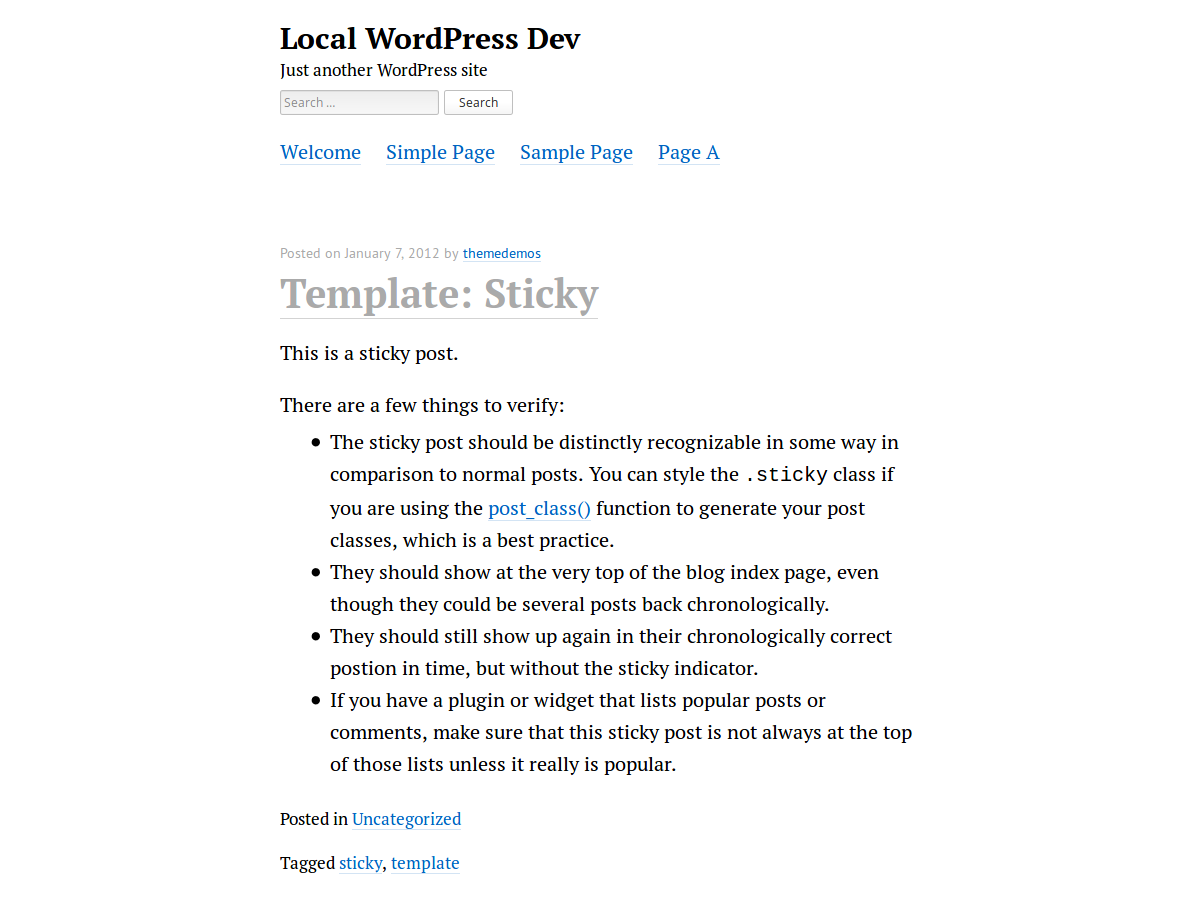 Local WordPress Dev
Just another WordPress site
Search ... Search
Welcome Simple Page Sample Page Page A
Posted on January 7, 2012 by themedemos
Template: Sticky
This is a sticky post.
There are a few things to verify:
The sticky post should be distinctly recognizable in some way in
comparison to normal posts. You can style the .sticky class if
you are using the post_class() function to generate your post
classes, which is a best practice.
They should show at the very top of the blog index page, even
though they could be several posts back chronologically.
They should still show up again in their chronologically correct
postion in time, but without the sticky indicator.
If you have a plugin or widget that lists popular posts or
comments, make sure that this sticky post is not always at the top
of those lists unless it really is popular.
Posted in Uncategorized
Tagged sticky, template